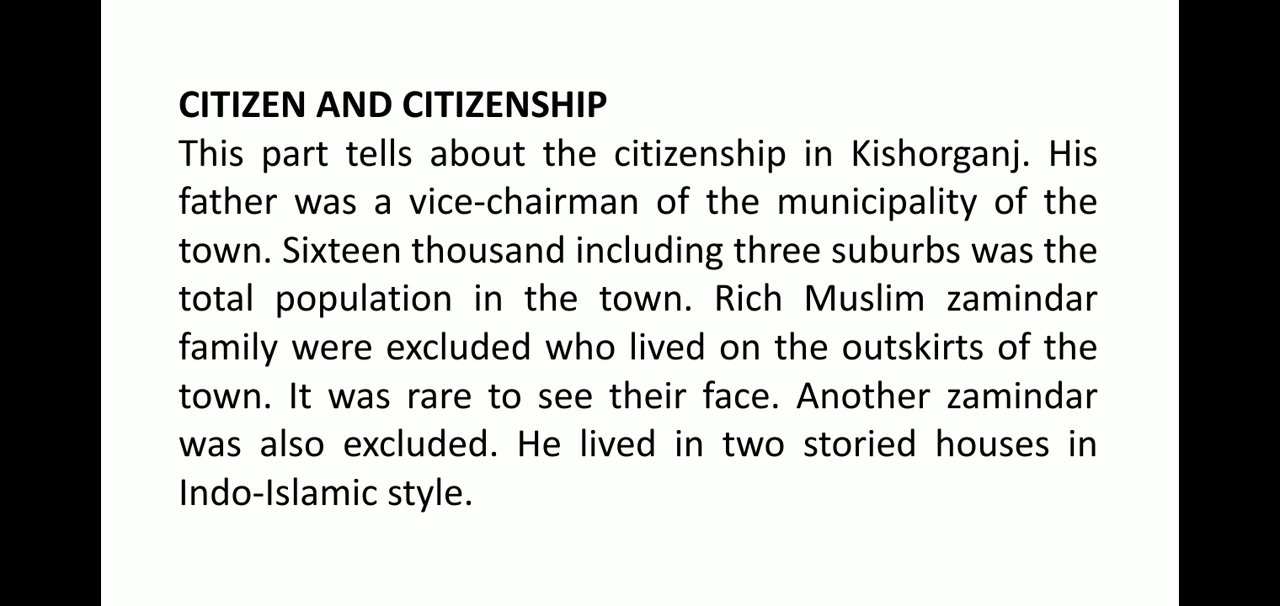 CITIZEN AND CITIZENSHIP
This part tells about the citizenship in Kishorganj. His
father was a vice-chairman of the municipality of the
town. Sixteen thousand including three suburbs was the
total population in the town. Rich Muslim zamindar
family were excluded who lived on the outskirts of the
town. It was rare to see their face. Another zamindar
was also excluded. He lived in two storied houses in
Indo-Islamic style.